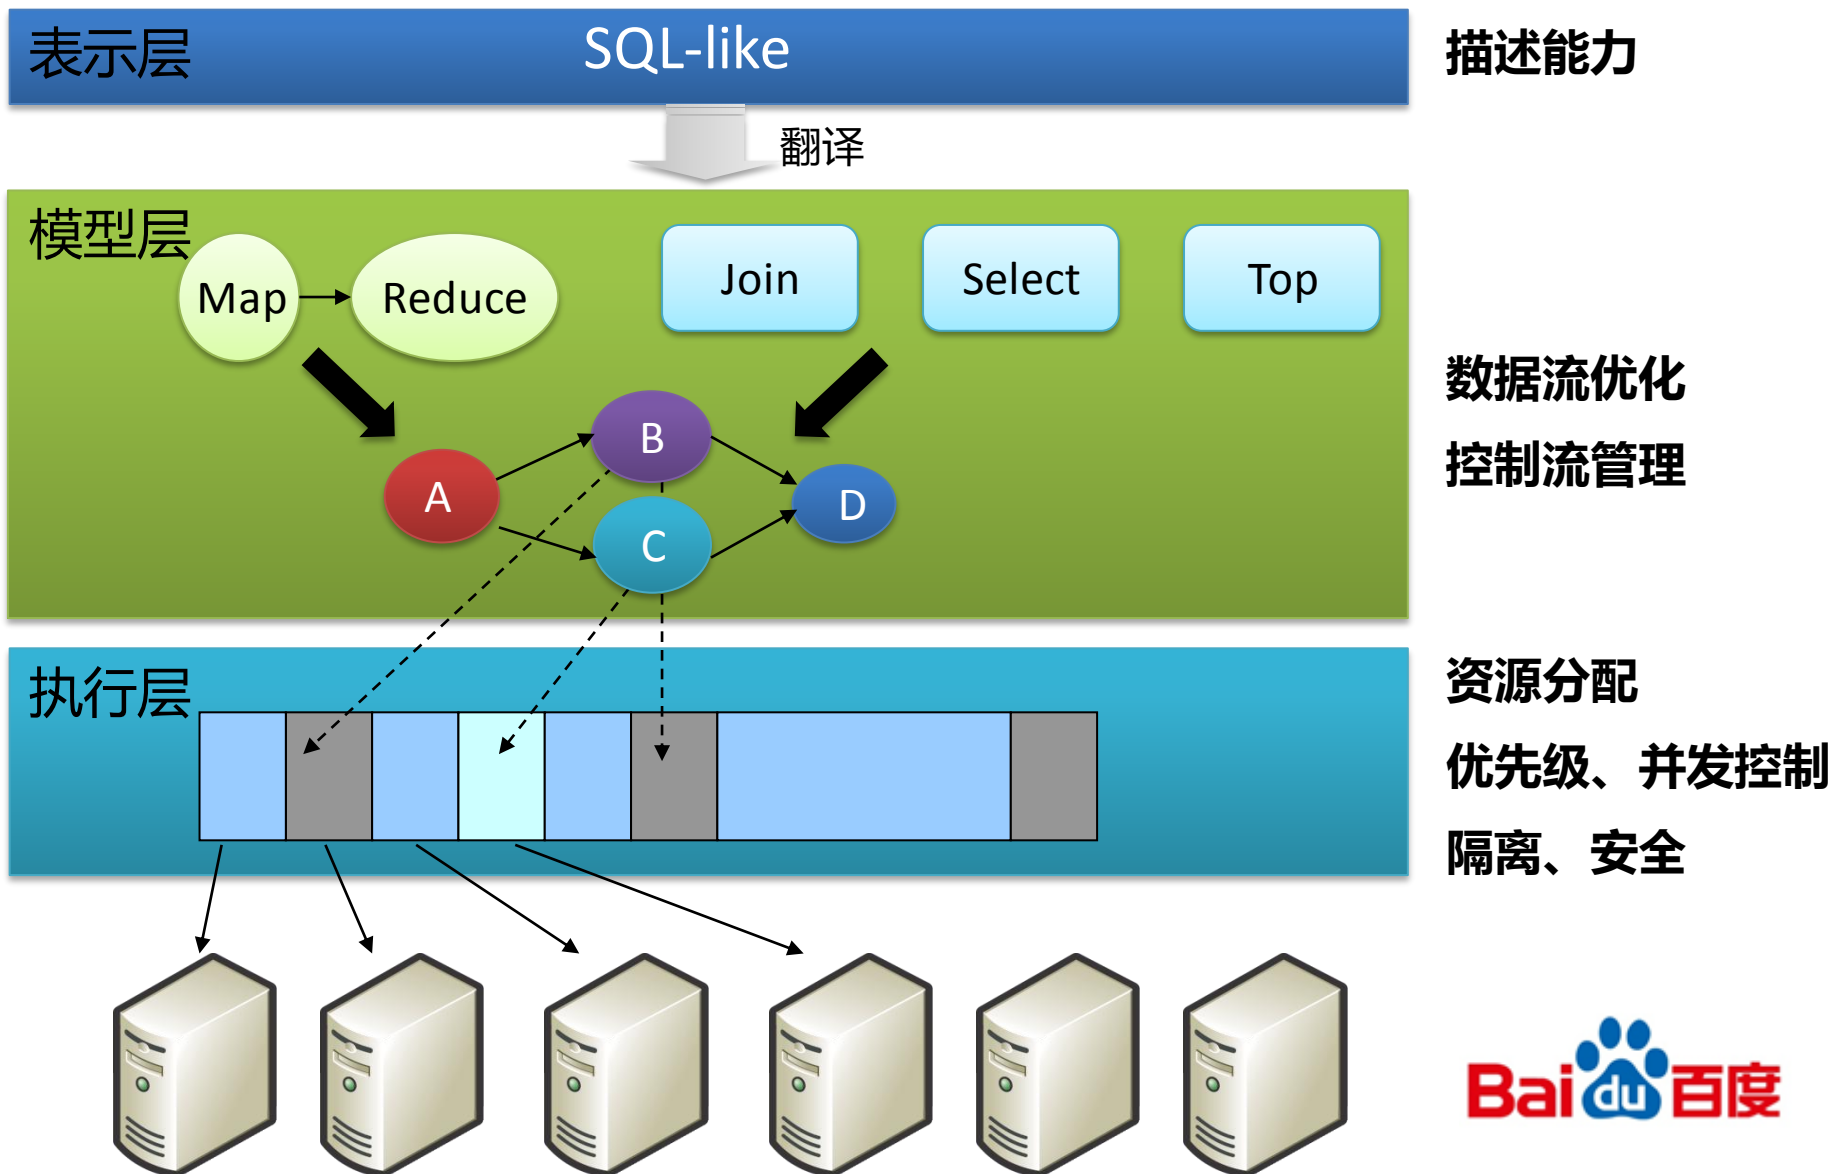 表示层
SQL-like
描述能力
翻译
模型层
Map
Reduce
Join
Select
Top
数据流优化
控制流管理
A
B
C
D
执行层
资源分配
优先级、并发控制
隔离、安全
Bai du 百度